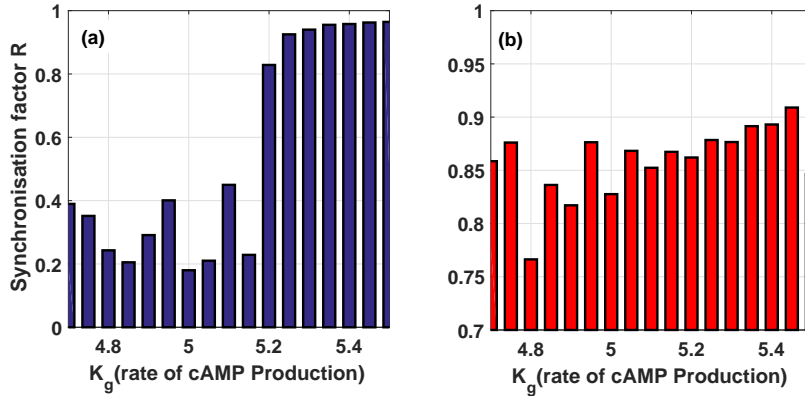 (a)
Synchronisation factor R
1
0.8
0.6
0.4
0.2
0
4.8 5 5.2 5.4
K_g(rate of cAMP Production)
(b)
1
0.95
0.9
0.85
0.8
0.75
0.7
4.8 5 5.2 5.4
K_g(rate of cAMP Production)